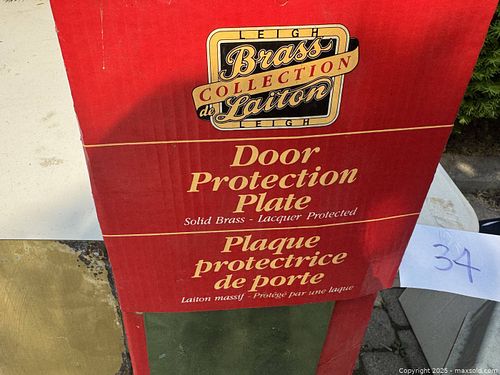 LEIGH
Brass
COLLECTION
de Laiton
LEIGH
Door
Protection
Plate
Solid Brass - Lacquer Protected
Plaque
protectrice
de porte
Laiton massif - Protégé par une laque
34
Copyright 2025 - maxsold.com